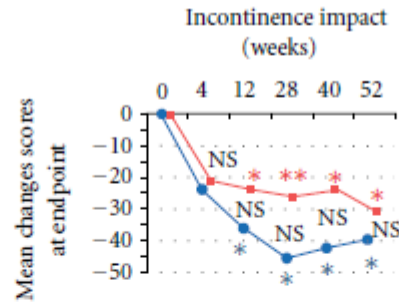 Incontinence impact
(weeks)
0 4 12 28 40 52
Mean changes scores
at endpoint
0
−10
−20
−30
−40
−50
NS
* ** * *
NS NS NS NS
* * * *